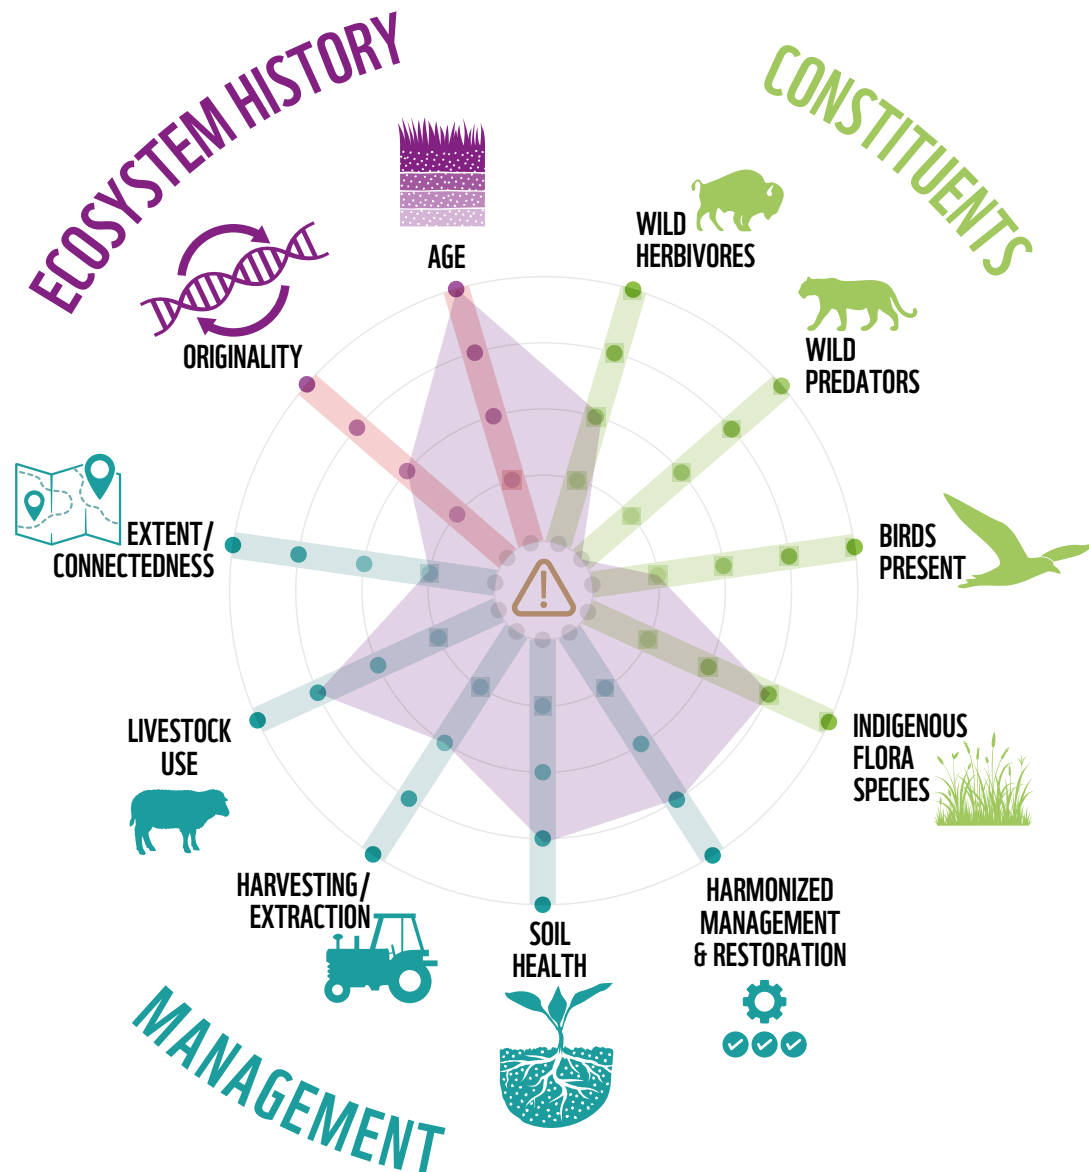 ECOSYSTEM HISTORY
CONSTITUENTS
AGE
WILD
HERBIVORES
WILD
PREDATORS
ORIGINALITY
EXTENT/
CONNECTEDNESS
BIRDS
PRESENT
LIVESTOCK
USE
INDIGENOUS
FLORA
SPECIES
HARVESTING/
EXTRACTION
SOIL
HEALTH
HARMONIZED
MANAGEMENT
& RESTORATION
MANAGEMENT